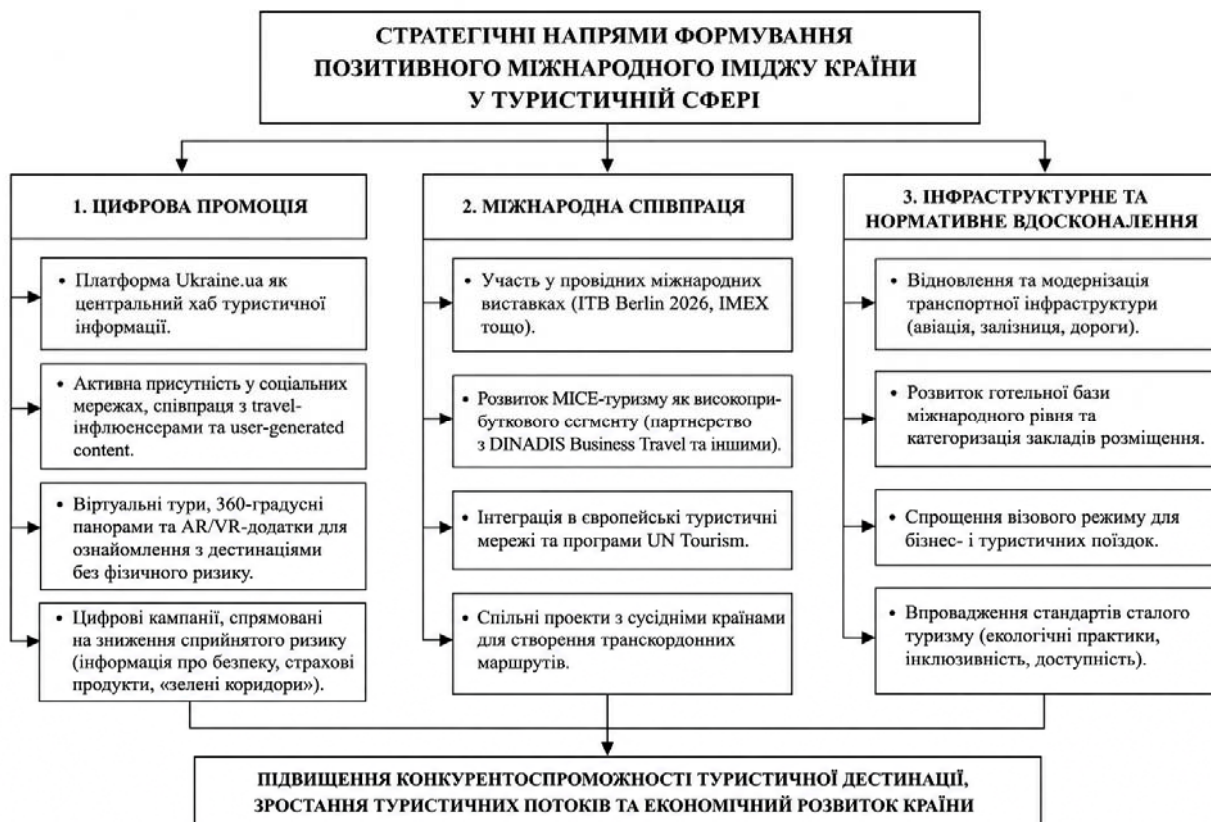 СТРАТЕГІЧНІ НАПРЯМИ ФОРМУВАННЯ
ПОЗИТИВНОГО МІЖНАРОДНОГО ІМІДЖУ КРАЇНИ
У ТУРИСТИЧНІЙ СФЕРІ
1. ЦИФРОВА ПРОМОЦІЯ
• Платформа Ukraine.ua як
центральний хаб туристичної
інформації.
• Активна присутність у соціальних
мережах, співпраця з travel-
інфлюенсерами та user-generated
content.
• Віртуальні тури, 360-градусні
панорами та AR/VR-додатки для
ознайомлення з дестинаціями
без фізичного ризику.
• Цифрові кампанії, спрямовані
на зниження сприйнятого ризику
(інформація про безпеку, страхові
продукти, «зелені коридори»).
2. МІЖНАРОДНА СПІВПРАЦЯ
• Участь у провідних міжнародних
виставках (ITB Berlin 2026, IMEX
тощо).
• Розвиток MICE-туризму як високопри-
буткового сегменту (партнерство
з DINADIS Business Travel та іншими).
• Інтеграція в європейські туристичні
мережі та програми UN Tourism.
• Спільні проекти з сусідніми країнами
для створення транскордонних
маршрутів.
3. ІНФРАСТРУКТУРНЕ ТА
НОРМАТИВНЕ ВДОСКОНАЛЕННЯ
• Відновлення та модернізація
транспортної інфраструктури
(авіація, залізниця, дороги).
• Розвиток готельної бази
міжнародного рівня та
категоризація закладів розміщення.
• Спрощення візового режиму для
бізнес- і туристичних поїздок.
• Впровадження стандартів сталого
туризму (екологічні практики,
інклюзивність, доступність).
ПІДВИЩЕННЯ КОНКУРЕНТОСПРОМОЖНОСТІ ТУРИСТИЧНОЇ ДЕСТИНАЦІЇ,
ЗРОСТАННЯ ТУРИСТИЧНИХ ПОТОКІВ ТА ЕКОНОМІЧНИЙ РОЗВИТОК КРАЇНИ